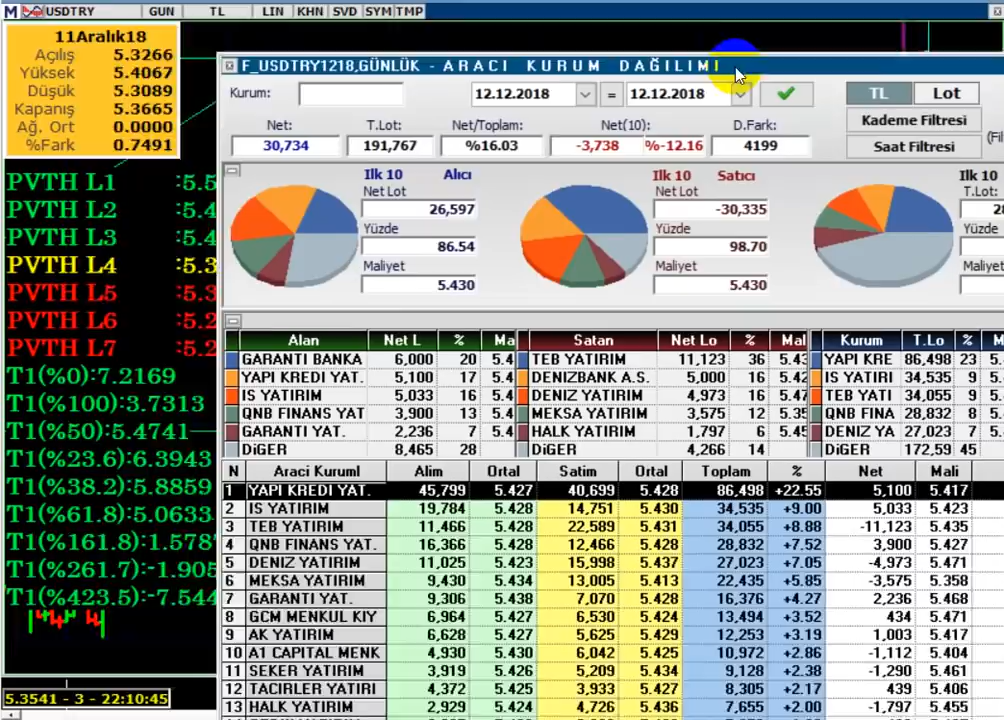 M USDTRY GUN TL LIN KHN SVD SYM TMP
11Aralık18
Açılış 5.3266
Yüksek 5.4067
Düşük 5.3089
Kapanış 5.3665
Ağ. Ort 0.0000
%Fark 0.7491
PVTH L1 :5.5
PVTH L2 :5.4
PVTH L3 :5.4
PVTH L4 :5.3
PVTH L5 :5.3
PVTH L6 :5.2
PVTH L7 :5.2
T1(%0):7.2169
T1(%100):3.7313
T1(%50):5.4741
T1(%23.6):6.3943
T1(%38.2):5.8859
T1(%61.8):5.0633
T1(%161.8):1.578
T1(%261.7):-1.905
T1(%423.5):-7.544
5.3541 - 3 - 22:10:45
F_USDTRY1218,GÜNLÜK - ARACI KURUM DAĞILIMI
Kurum: 12.12.2018 = 12.12.2018 TL Lot
Kademe Filtresi
Saat Filtresi (Fil
Net: T.Lot: Net/Toplam: Net(10): D.Fark:
30,734 191,767 %16.03 -3,738 %-12.16 4199
Ilk 10 Alıcı Ilk 10 Satıcı Ilk 10
Net Lot Net Lot T.Lot:
26,597 -30,335 28
Yüzde Yüzde Yüzde
86.54 98.70
Maliyet Maliyet Maliyet
5.430 5.430
Alan Net L % Ma Satan Net Lo % Mal Kurum T.Lo % M
GARANTI BANKA 6,000 20 5.4 TEB YATIRIM 11,123 36 5.43 YAPI KRE 86,498 23 5.
YAPI KREDI YAT. 5,100 17 5.4 DENIZBANK A.S. 5,000 16 5.42 IS YATIRI 34,535 9 5.
IS YATIRIM 5,033 16 5.4 DENIZ YATIRIM 4,973 16 5.47 TEB YATI 34,055 9 5.
QNB FINANS YAT 3,900 13 5.4 MEKSA YATIRIM 3,575 12 5.35 QNB FINA 28,832 8 5.
GARANTI YAT. 2,236 7 5.4 HALK YATIRIM 1,797 6 5.45 DENIZ YA 27,023 7 5.
DiGER 8,465 28 DiGER 4,266 14 DiGER 172,59 45
N Araci Kuruml Alim Ortal Satim Ortal Toplam % Net Mali
1 YAPI KREDI YAT. 45,799 5.427 40,699 5.428 86,498 +22.55 5,100 5.417
2 IS YATIRIM 19,784 5.428 14,751 5.430 34,535 +9.00 5,033 5.423
3 TEB YATIRIM 11,466 5.428 22,589 5.431 34,055 +8.88 -11,123 5.435
4 QNB FINANS YAT. 16,366 5.428 12,466 5.428 28,832 +7.52 3,900 5.427
5 DENIZ YATIRIM 11,025 5.423 15,998 5.437 27,023 +7.05 -4,973 5.471
6 MEKSA YATIRIM 9,430 5.434 13,005 5.413 22,435 +5.85 -3,575 5.358
7 GARANTI YAT. 9,306 5.438 7,070 5.428 16,376 +4.27 2,236 5.468
8 GCM MENKUL KIY 6,964 5.427 6,530 5.424 13,494 +3.52 434 5.471
9 AK YATIRIM 6,628 5.427 5,625 5.429 12,253 +3.19 1,003 5.417
10 A1 CAPITAL MENK 4,930 5.430 6,042 5.425 10,972 +2.86 -1,112 5.404
11 SEKER YATIRIM 3,919 5.426 5,209 5.434 9,128 +2.38 -1,290 5.461
12 TACIRLER YATIRI 4,372 5.425 3,933 5.427 8,305 +2.17 439 5.406
13 HALK YATIRIM 2,929 5.424 4,726 5.436 7,655 +2.00 -1,797 5.455